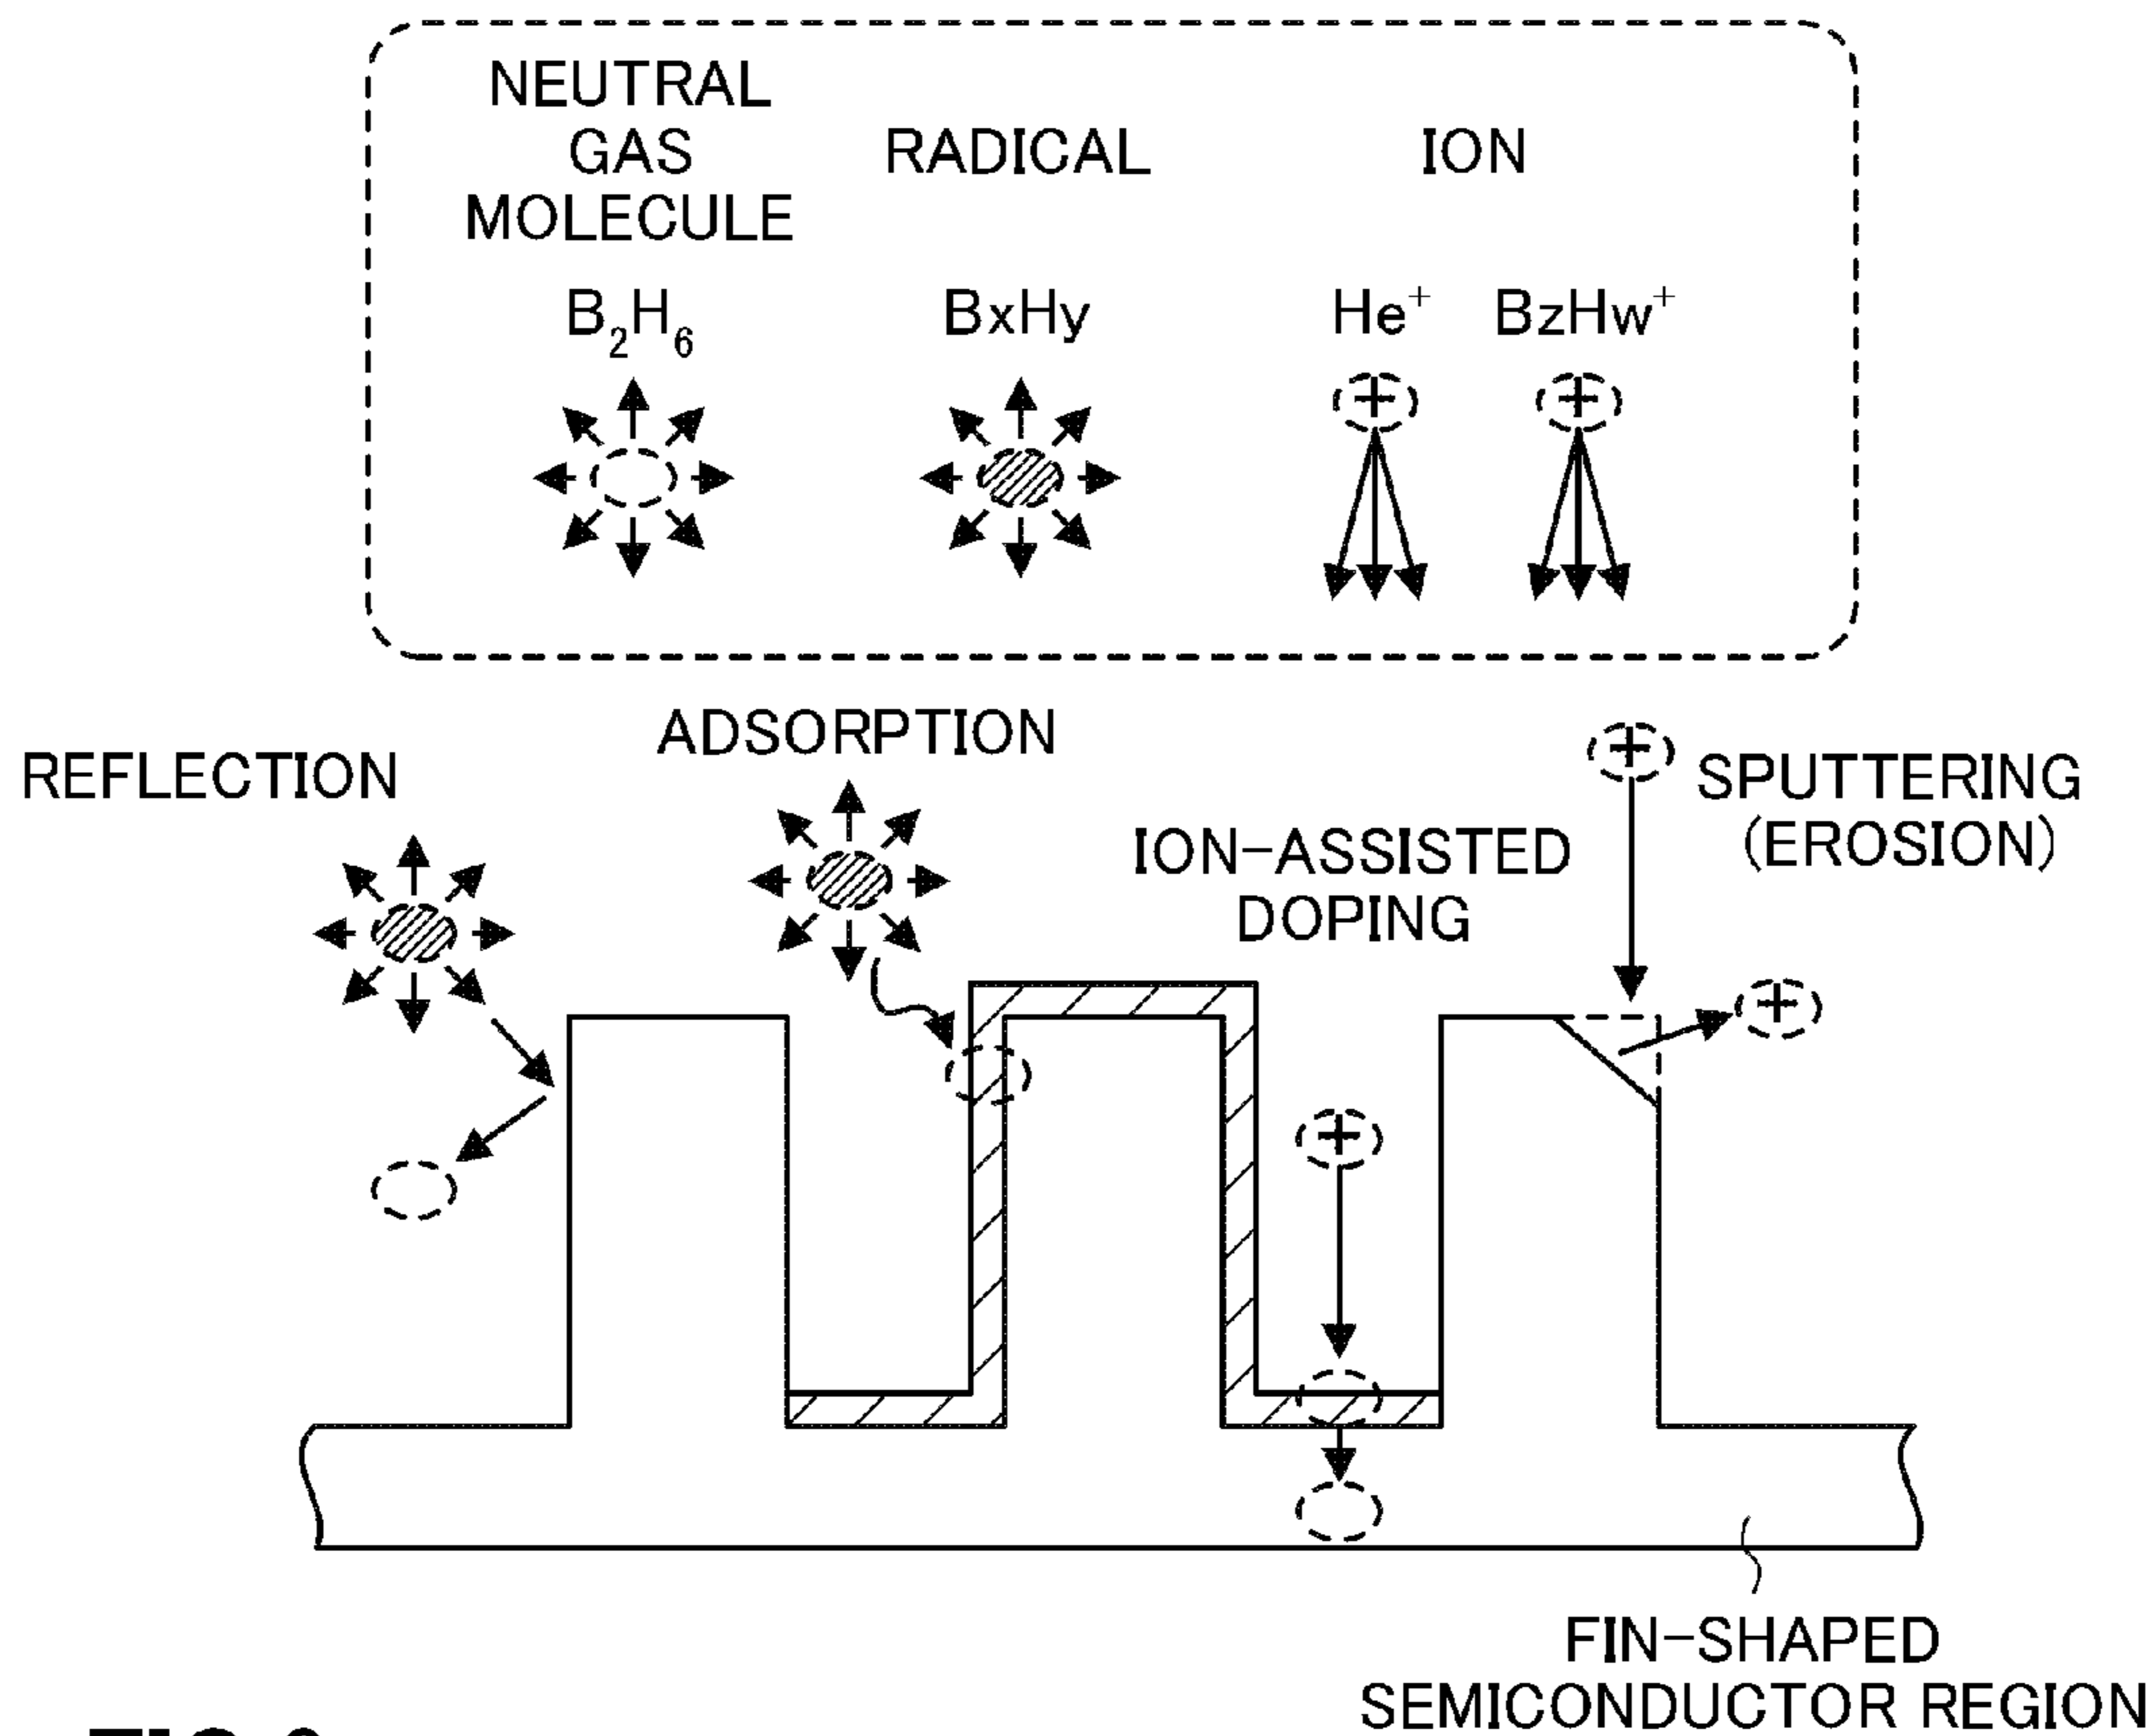 NEUTRAL
GAS
MOLECULE
RADICAL
ION
B₂H₆
BxHy
He⁺
BzHw⁺
REFLECTION
ADSORPTION
ION-ASSISTED
DOPING
SPUTTERING
(EROSION)
FIN-SHAPED
SEMICONDUCTOR REGION